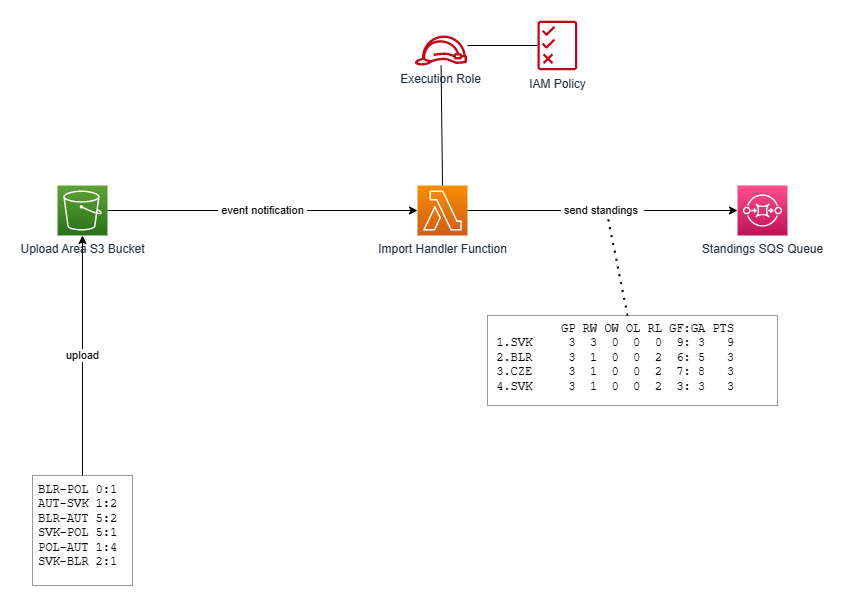 Execution Role
IAM Policy
event notification
send standings
Upload Area S3 Bucket
Import Handler Function
Standings SQS Queue
GP RW OW OL RL GF:GA PTS
1.SVK 3 3 0 0 0 9: 3 9
2.BLR 3 1 0 0 2 6: 5 3
3.CZE 3 1 0 0 2 7: 8 3
4.SVK 3 1 0 0 2 3: 3 3
upload
BLR-POL 0:1
AUT-SVK 1:2
BLR-AUT 5:2
SVK-POL 5:1
POL-AUT 1:4
SVK-BLR 2:1